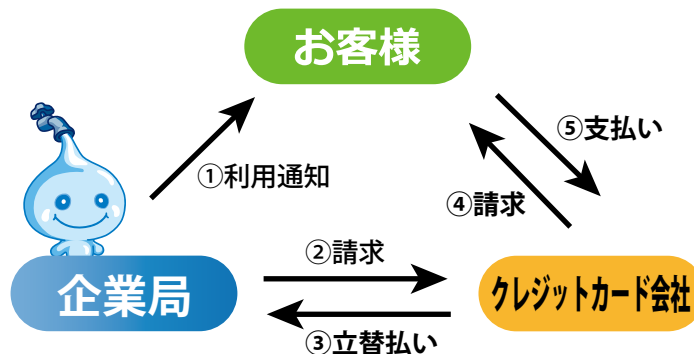 お客様
⑤支払い
①利用通知
④請求
②請求
企業局
クレジットカード会社
③立替払い